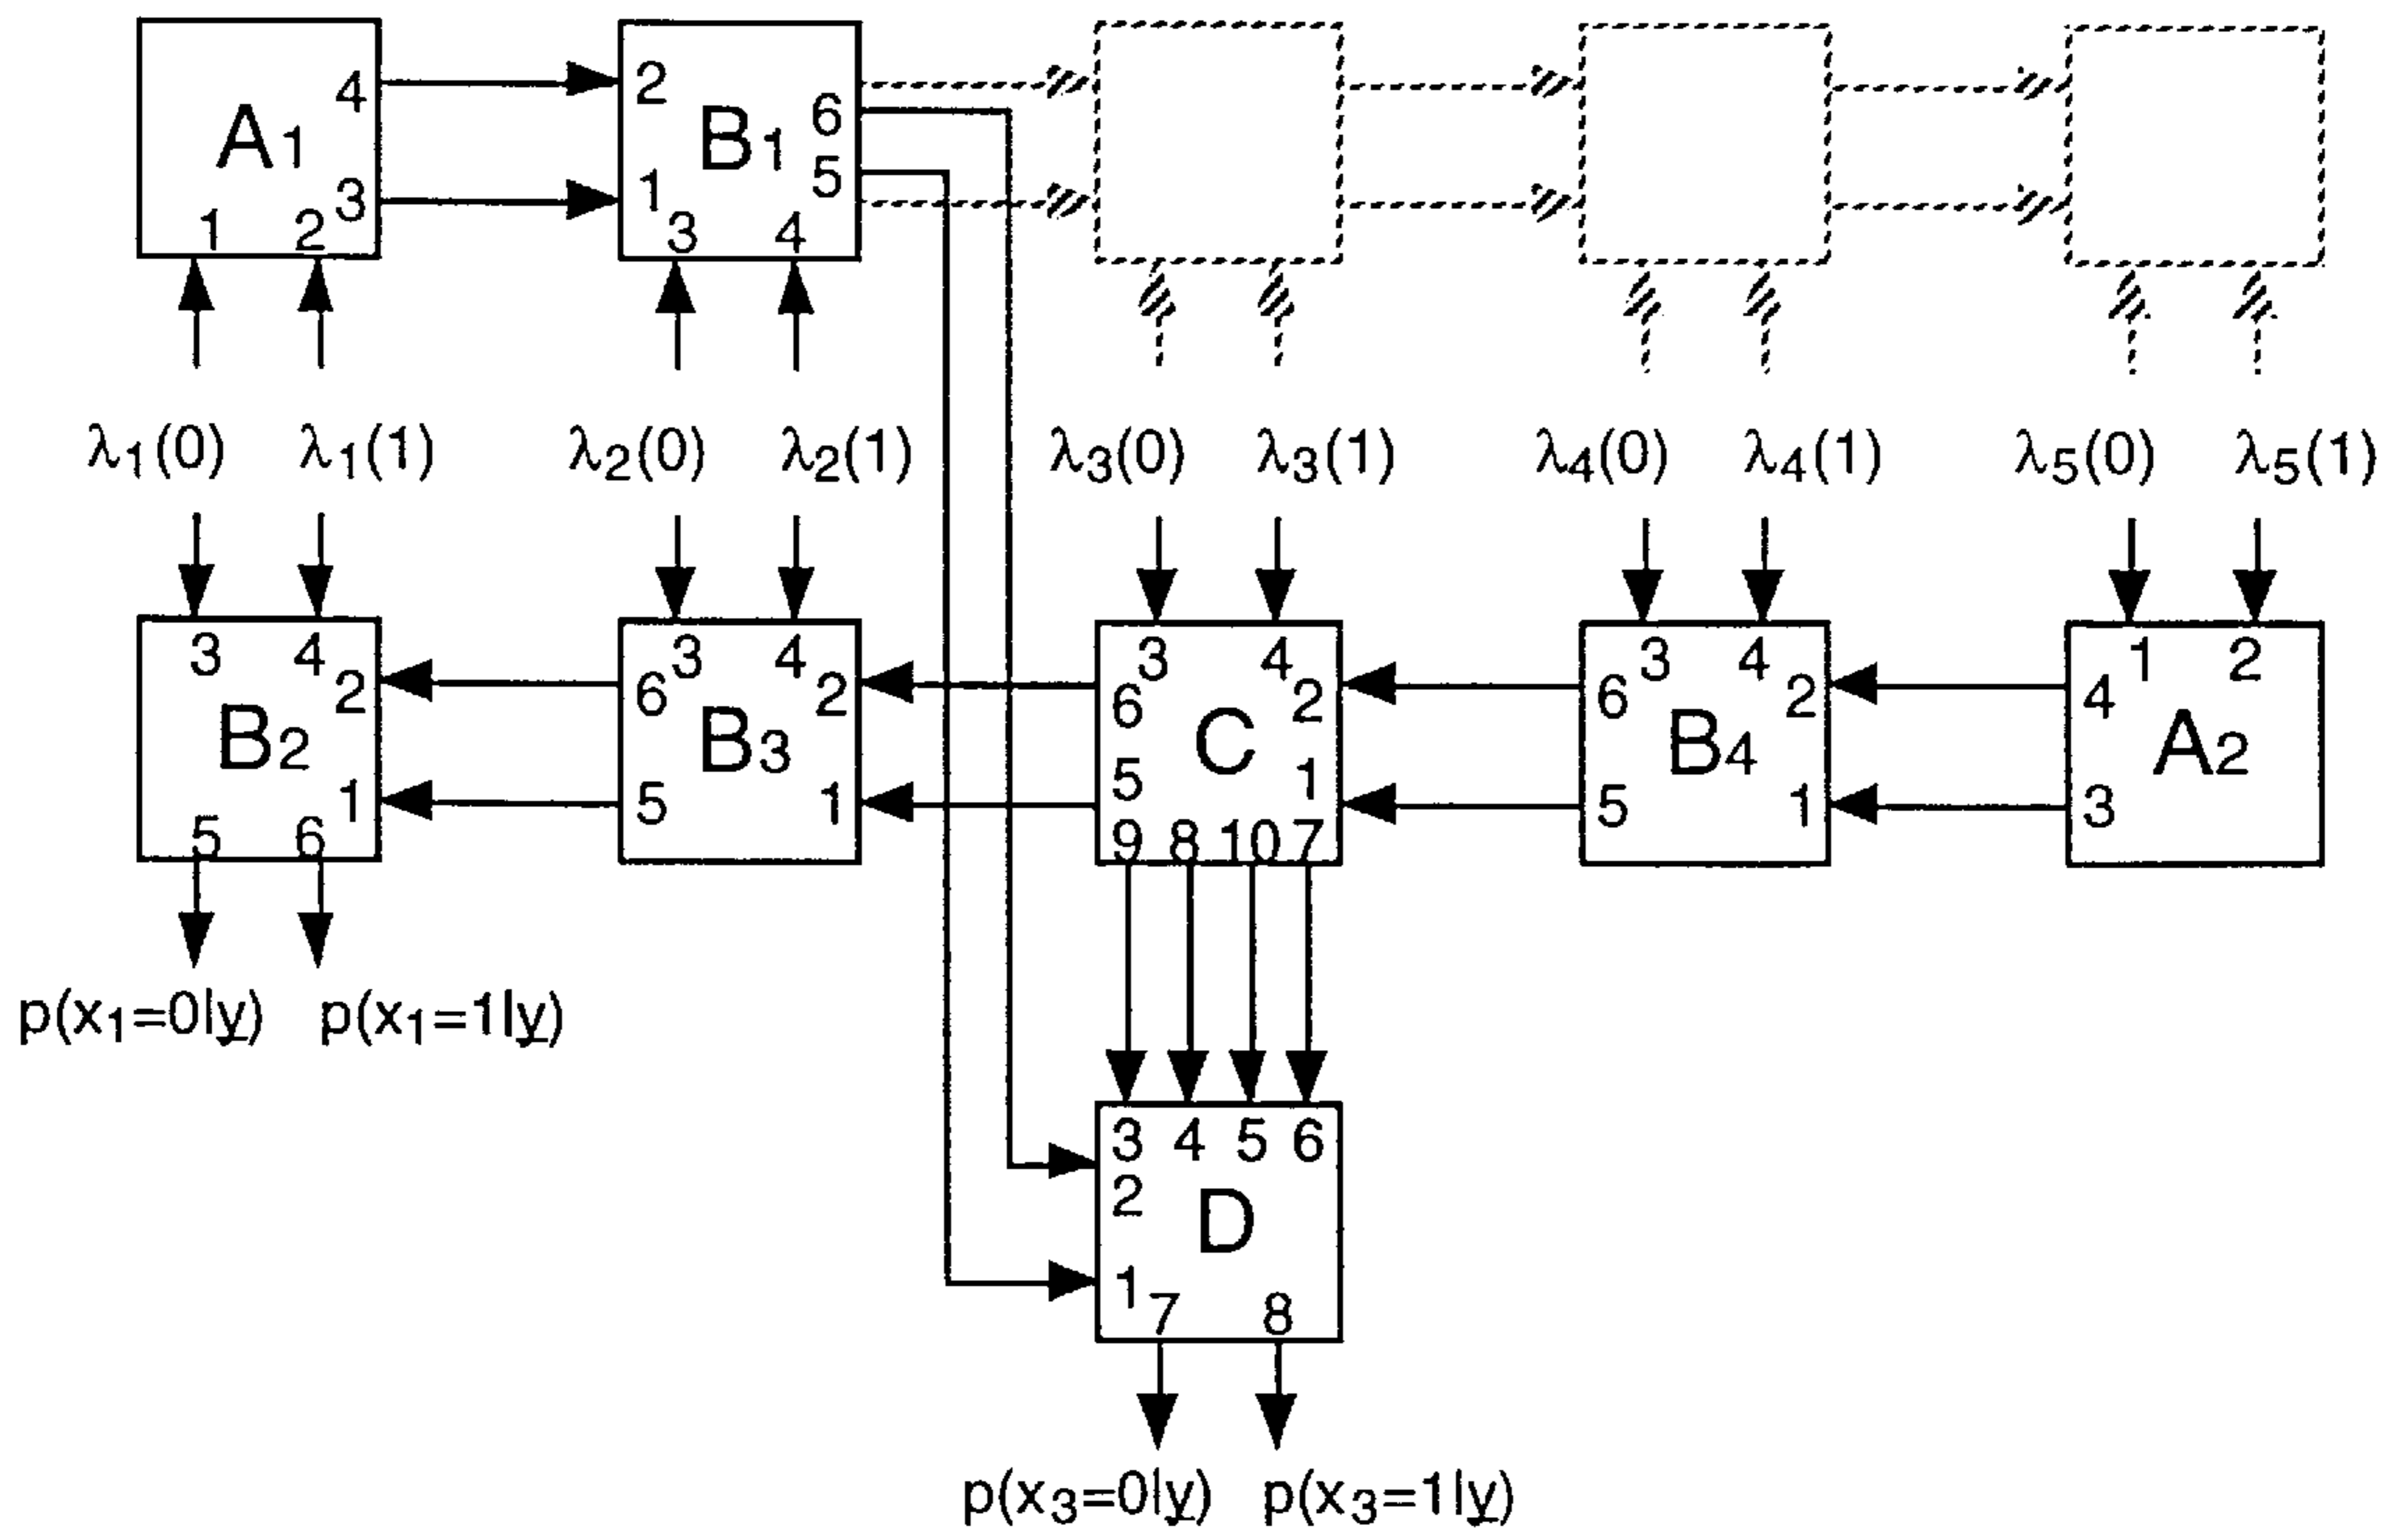 4 2 6
A1 B1
3 1 5
1 2 3 4
λ1(0) λ1(1) λ2(0) λ2(1) λ3(0) λ3(1) λ4(0) λ4(1) λ5(0) λ5(1)
3 4 3 4 3 4 3 4 1 2
2 6 2 6 2 6 2 4
B2 B3 C B4 A2
1 5 1 5 1 5 1 3
5 6 9 8 10 7
p(x1=0|y) p(x1=1|y)
3 4 5 6
2
D
1
7 8
p(x3=0|y) p(x3=1|y)